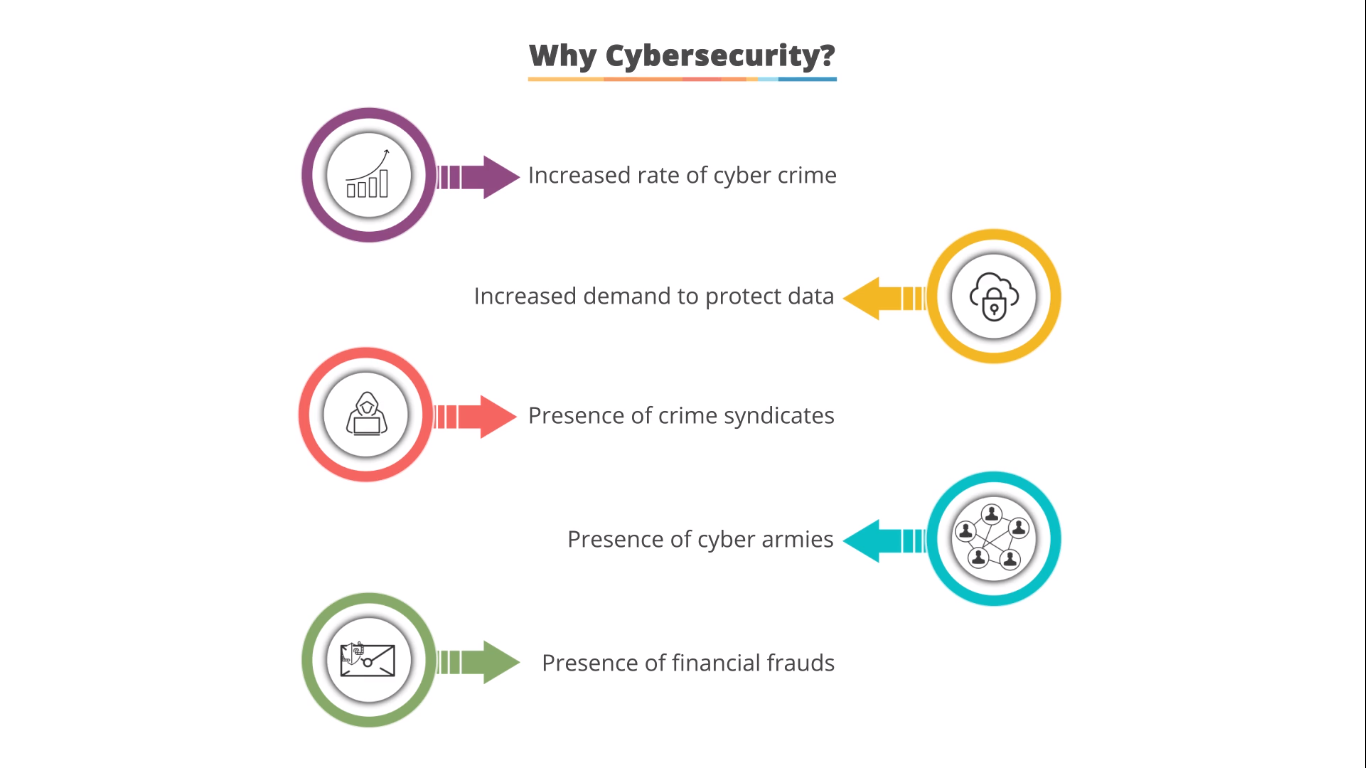 Why Cybersecurity?
Increased rate of cyber crime
Increased demand to protect data
Presence of crime syndicates
Presence of cyber armies
Presence of financial frauds